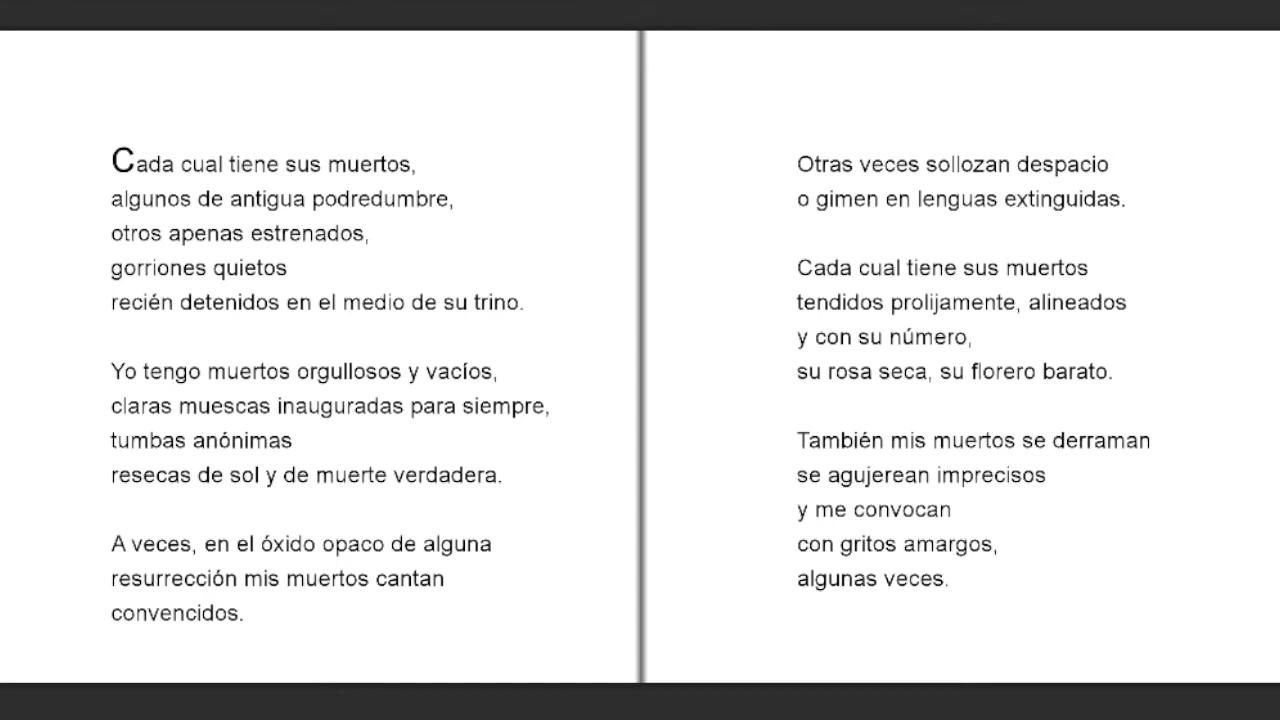 Cada cual tiene sus muertos,
algunos de antigua podredumbre,
otros apenas estrenados,
gorriones quietos
recién detenidos en el medio de su trino.
Yo tengo muertos orgullosos y vacíos,
claras muescas inauguradas para siempre,
tumbas anónimas
resecas de sol y de muerte verdadera.
A veces, en el óxido opaco de alguna
resurrección mis muertos cantan
convencidos.
Otras veces sollozan despacio
o gimen en lenguas extinguidas.
Cada cual tiene sus muertos
tendidos prolijamente, alineados
y con su número,
su rosa seca, su florero barato.
También mis muertos se derraman
se agujerean imprecisos
y me convocan
con gritos amargos,
algunas veces.